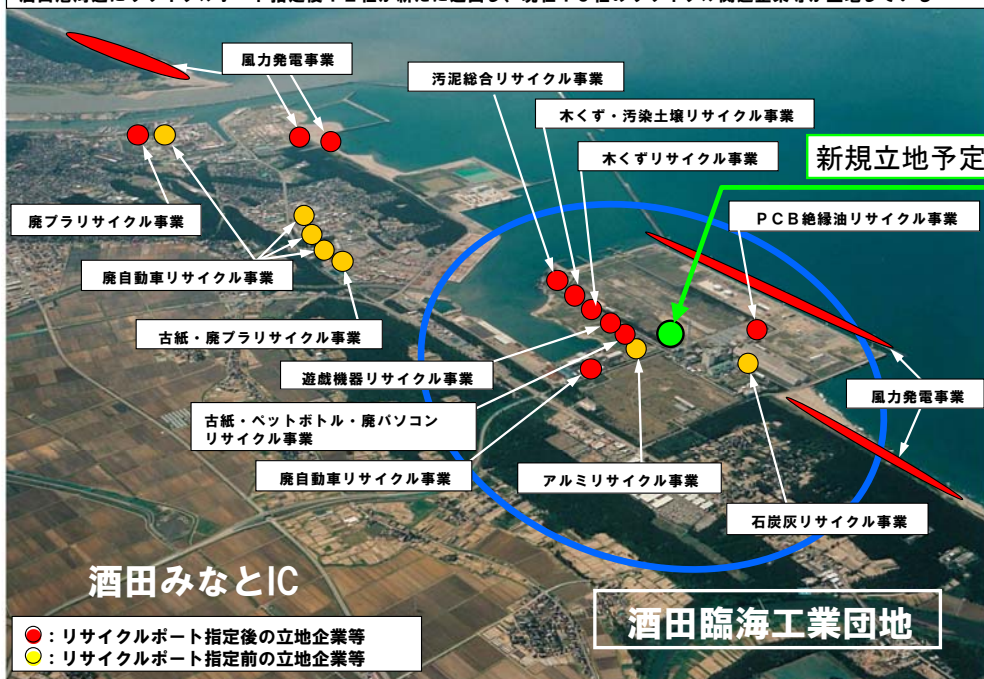 風力発電事業
汚泥総合リサイクル事業
木くず・汚染土壌リサイクル事業
木くずリサイクル事業
新規立地予定
廃プラリサイクル事業
PCB絶縁油リサイクル事業
廃自動車リサイクル事業
古紙・廃プラリサイクル事業
遊戯機器リサイクル事業
風力発電事業
古紙・ペットボトル・廃パソコン
リサイクル事業
廃自動車リサイクル事業
アルミリサイクル事業
石炭灰リサイクル事業
酒田みなとIC
酒田臨海工業団地
:リサイクルポート指定後の立地企業等
:リサイクルポート指定前の立地企業等